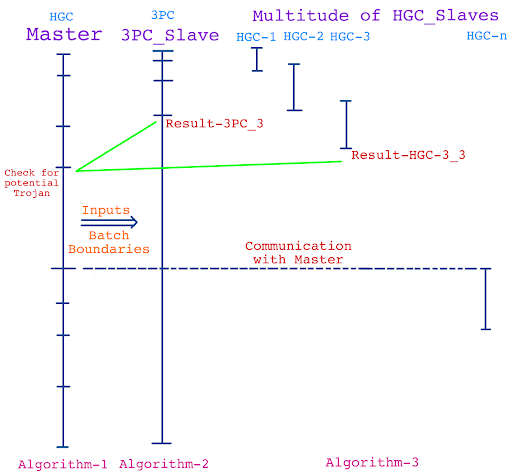 HGC
Master
3PC
3PC_Slave
Multitude of HGC_Slaves
HGC-1
HGC-2
HGC-3
HGC-n
Result-3PC_3
Result-HGC-3_3
Check for
potential
Trojan
Inputs
Batch
Boundaries
Communication
with Master
Algorithm-1
Algorithm-2
Algorithm-3